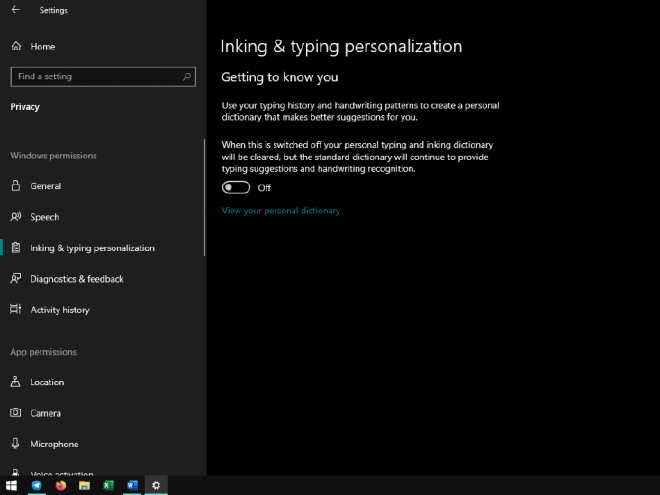 Settings
Home
Find a setting
Privacy
Windows permissions
General
Speech
Inking & typing personalization
Diagnostics & feedback
Activity history
App permissions
Location
Camera
Microphone
Voice activation
Inking & typing personalization
Getting to know you
Use your typing history and handwriting patterns to create a personal
dictionary that makes better suggestions for you.
When this is switched off your personal typing and inking dictionary
will be cleared, but the standard dictionary will continue to provide
typing suggestions and handwriting recognition.
Off
View your personal dictionary